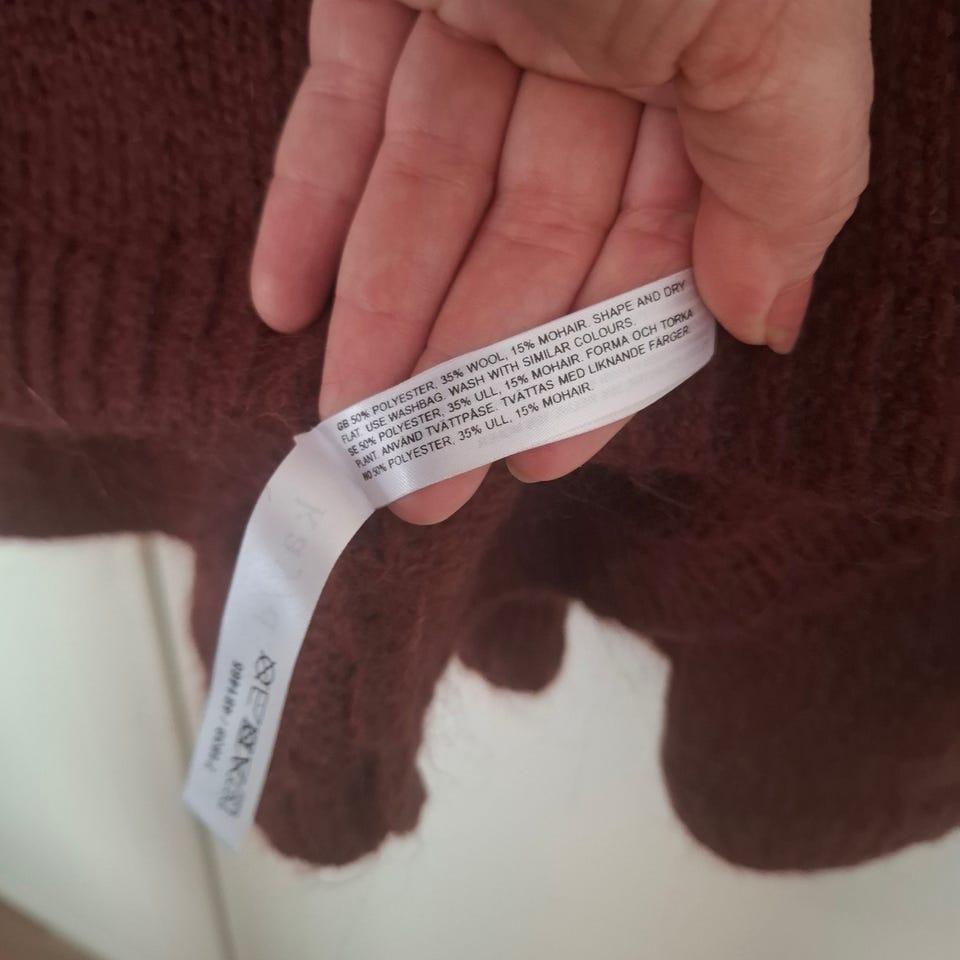 GB 50% POLYESTER, 35% WOOL, 15% MOHAIR. SHAPE AND DRY
FLAT. USE WASHBAG. WASH WITH SIMILAR COLOURS.
SE 50% POLYESTER, 35% ULL, 15% MOHAIR. FORMA OCH TORKA
PLANT. ANVÄND TVÄTTPÅSE. TVÄTTAS MED LIKNANDE FÄRGER.
NO 50% POLYESTER, 35% ULL, 15% MOHAIR.